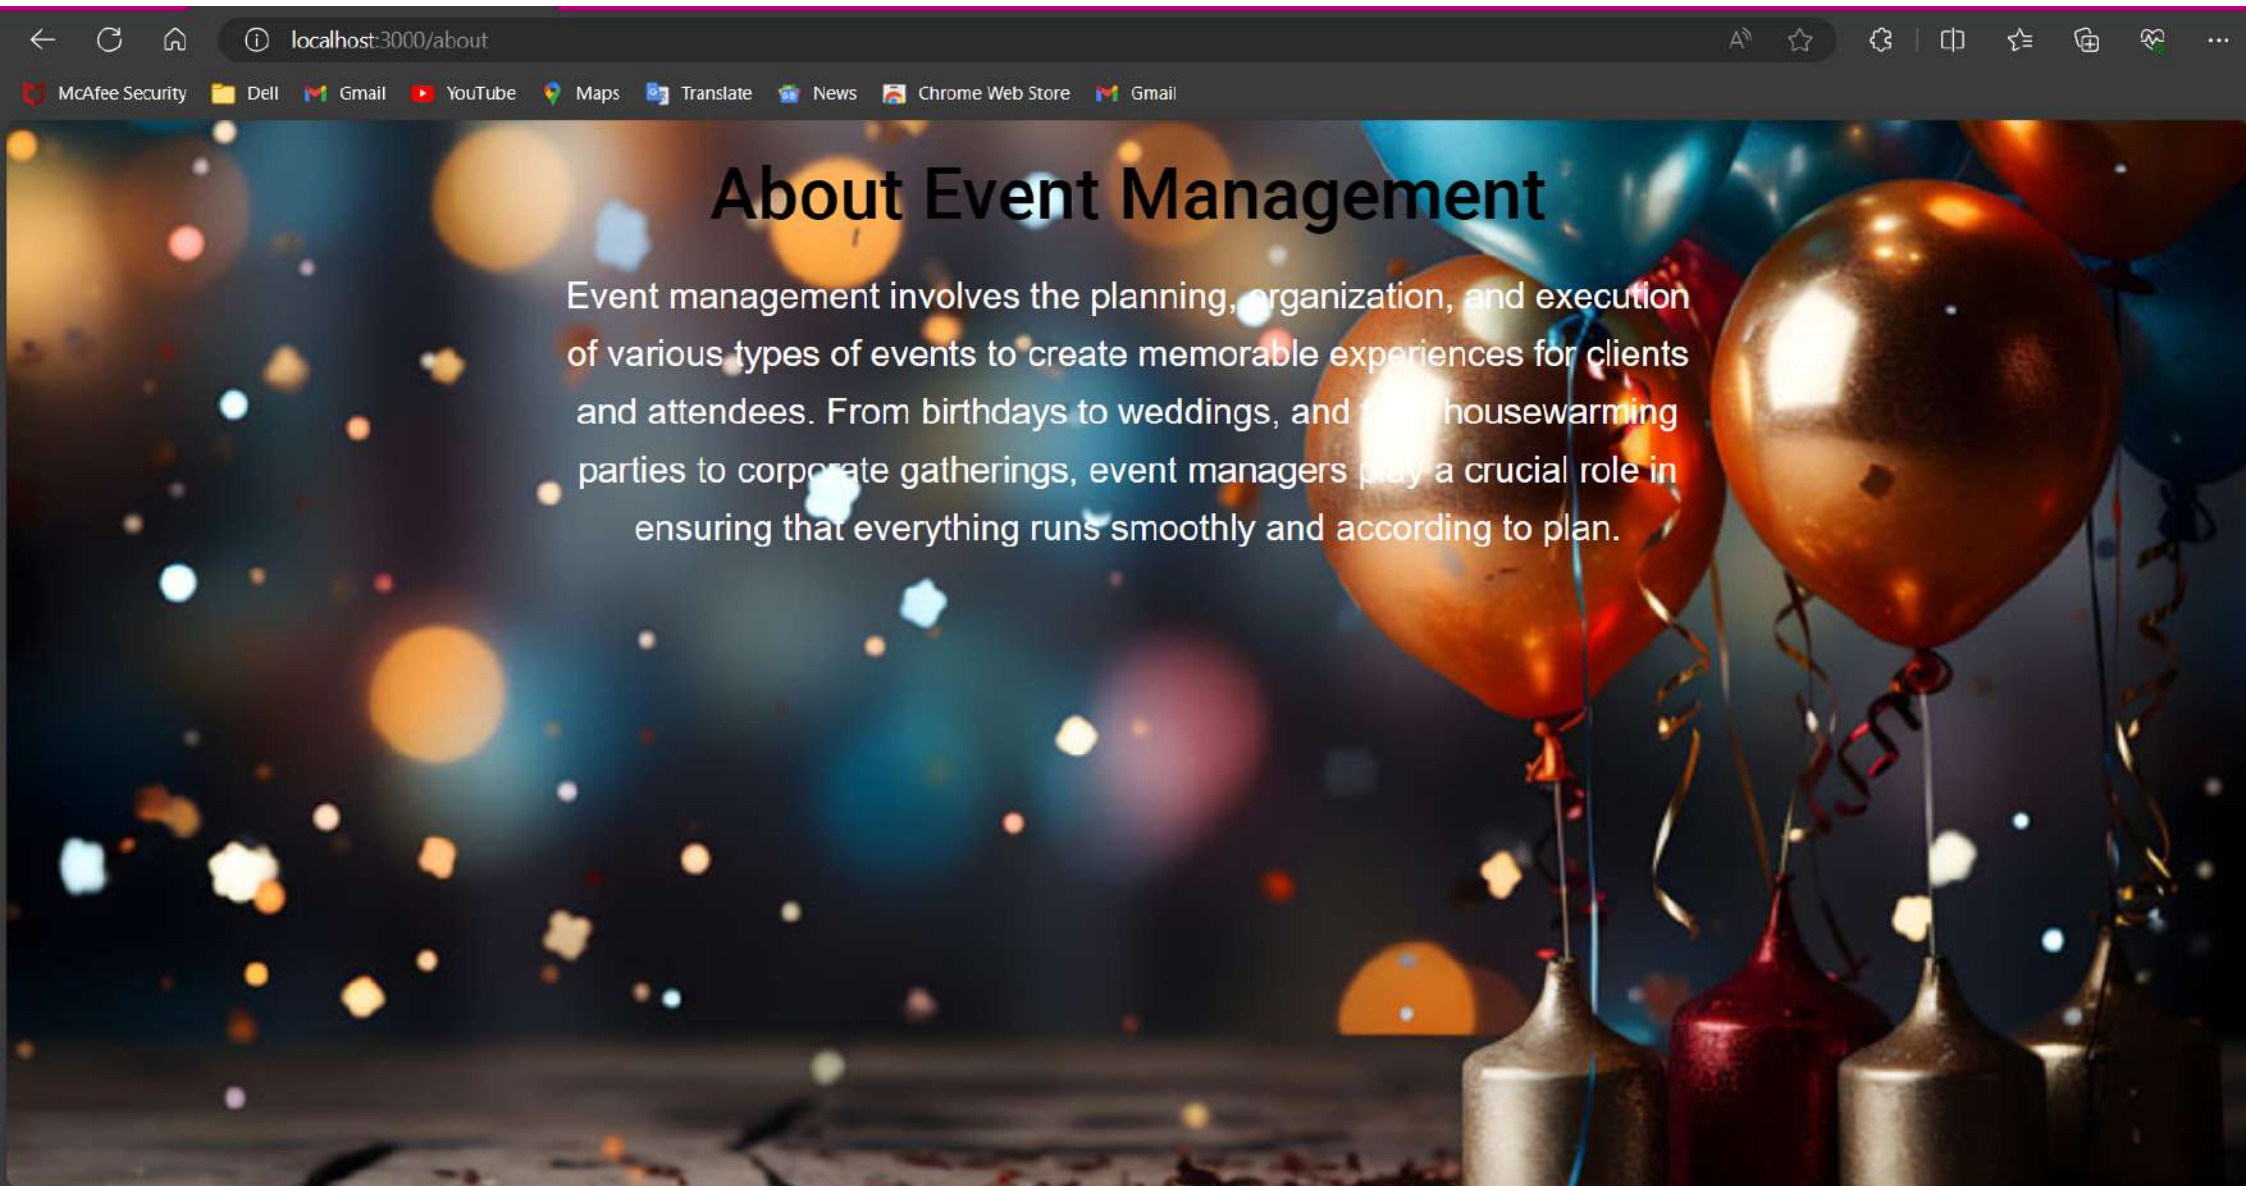 localhost:3000/about
McAfee Security Dell Gmail YouTube Maps Translate News Chrome Web Store Gmail
About Event Management
Event management involves the planning, organization, and execution
of various types of events to create memorable experiences for clients
and attendees. From birthdays to weddings, and housewarming
parties to corporate gatherings, event managers play a crucial role in
ensuring that everything runs smoothly and according to plan.